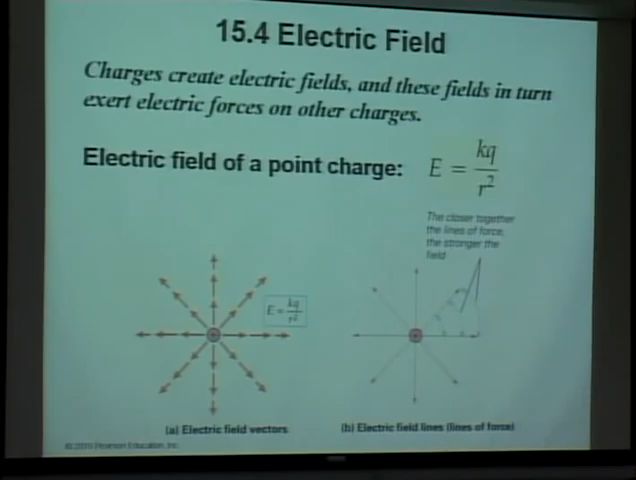 15.4 Electric Field
Charges create electric fields, and these fields in turn
exert electric forces on other charges.
Electric field of a point charge: E = kq / r²
The closer together
the lines of force,
the stronger the
field
E = kq / r²
(a) Electric field vectors
(b) Electric field lines (lines of force)
© 2010 Pearson Education, Inc.